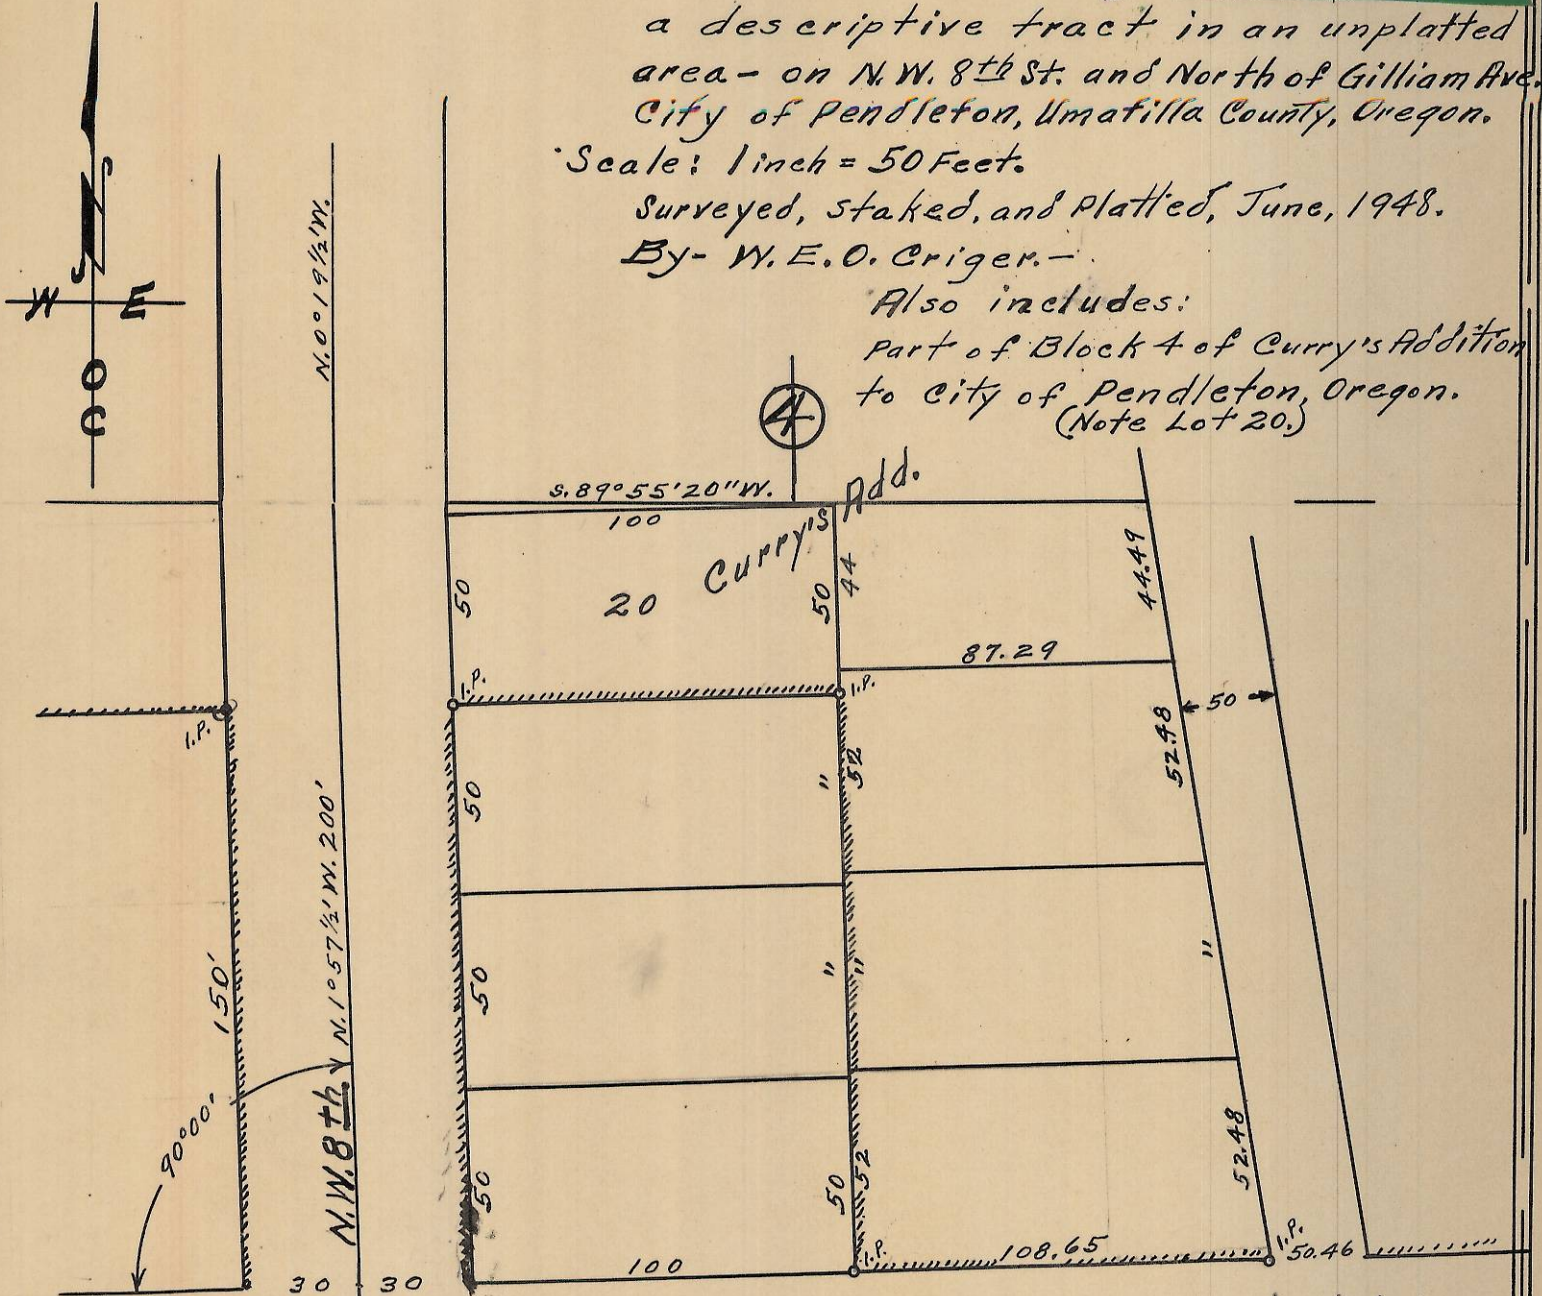 a descriptive tract in an unplatted
area- on N.W. 8th St. and North of Gilliam Ave.
City of Pendleton, Umatilla County, Oregon.
Scale: 1 inch = 50 Feet.
Surveyed, staked, and Platted, June, 1948.
By- W.E.O. Criger.-
Also includes:
Part of Block 4 of Curry's Addition
to City of Pendleton, Oregon.
(Note Lot 20.)
N
W E
O
C
N.0°19½'W.
4
S.89°55'20"W.
Curry's Add.
100
50
20
50
44
44.49
87.29
I.P.
I.P.
I.P.
50
50
"
52
52.48
N.1°57½'W. 200'
150'
50
"
"
"
90°00.
N.W. 8th
50
50
52
52.48
30 30
100
I.P.
108.65
I.P.
50.46